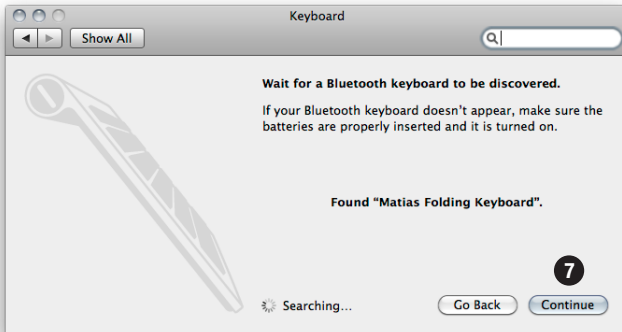 Keyboard
Show All
Wait for a Bluetooth keyboard to be discovered.
If your Bluetooth keyboard doesn't appear, make sure the
batteries are properly inserted and it is turned on.
Found “Matias Folding Keyboard”.
7
Searching...
Go Back
Continue